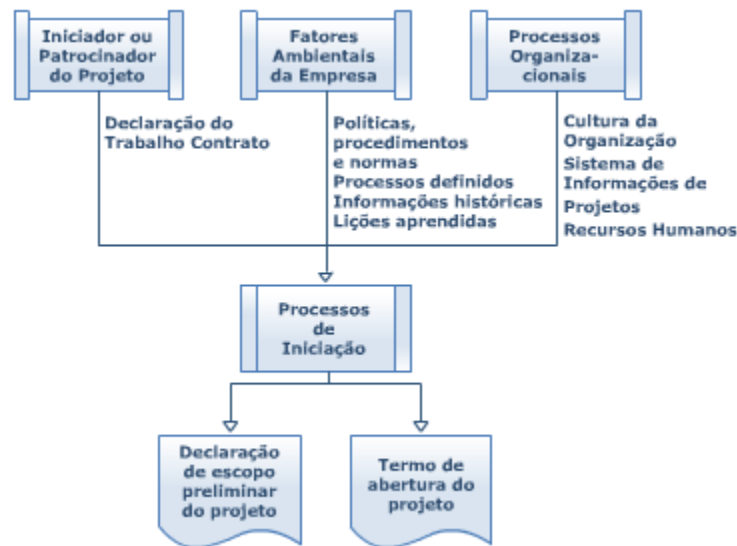 Iniciador ou
Patrocinador
do Projeto
Fatores
Ambientais
da Empresa
Processos
Organiza-
cionais
Declaração do
Trabalho Contrato
Políticas,
procedimentos
e normas
Processos definidos
Informações históricas
Lições aprendidas
Cultura da
Organização
Sistema de
Informações de
Projetos
Recursos Humanos
Processos
de
Iniciação
Declaração
de escopo
preliminar
do projeto
Termo de
abertura do
projeto